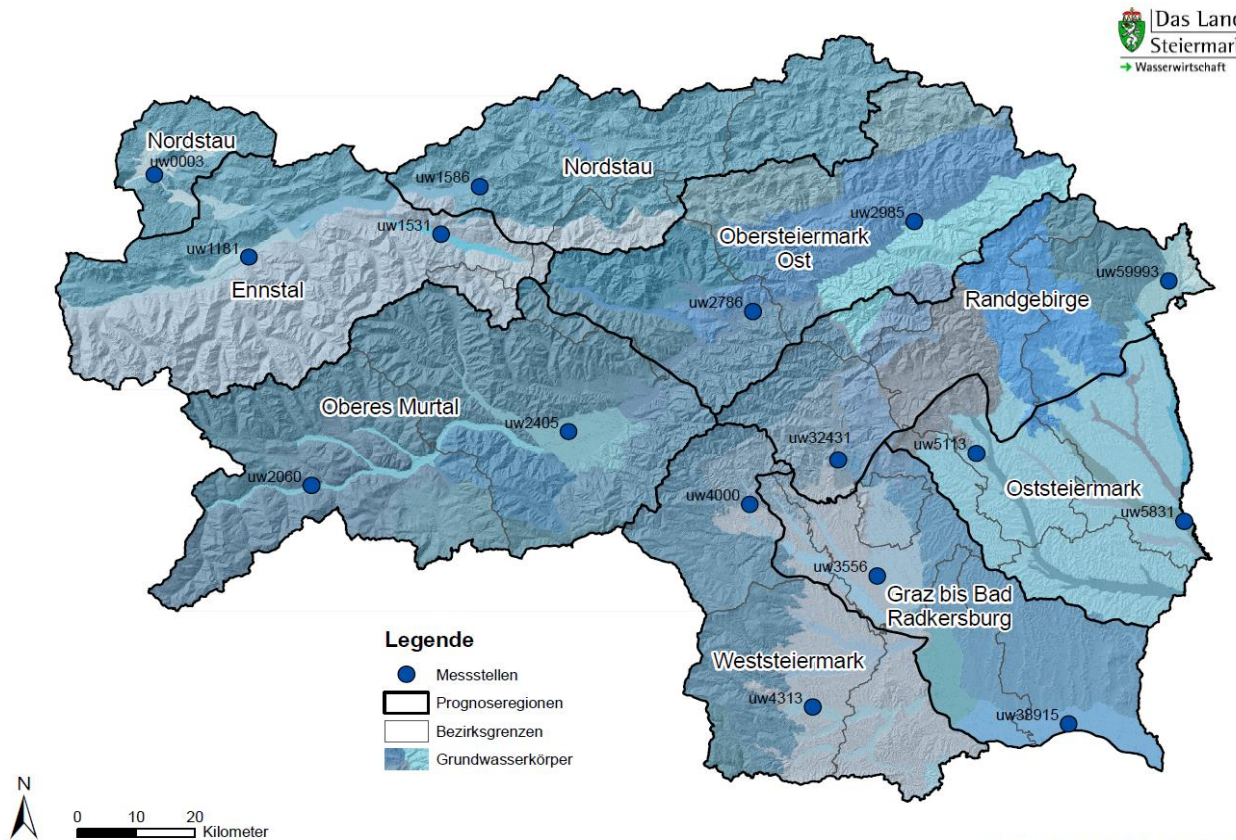 Das Land
Steiermark
→ Wasserwirtschaft
Nordstau
uw0003
Nordstau
uw1586
uw1531
uw2985
uw1181
Obersteiermark
Ost
uw59993
Ennstal
uw2786
Randgebirge
Oberes Murtal
uw2405
uw32431
uw5113
uw2060
uw4000
Oststeiermark
uw5831
uw3556
Graz bis Bad
Radkersburg
Legende
Messstellen
Prognoseregionen
Bezirksgrenzen
Grundwasserkörper
Weststeiermark
uw4313
uw38915
N
0 10 20
Kilometer